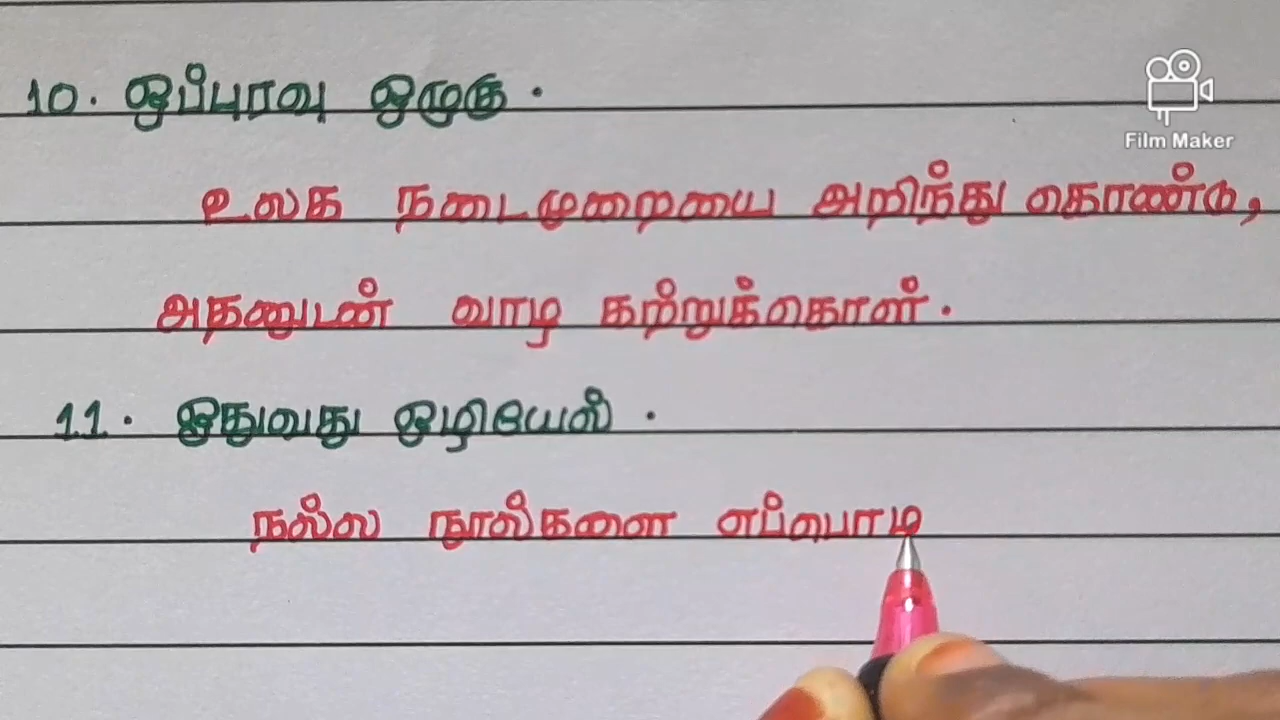 10. ஒப்புரவு ஒழுகு.
Film Maker
உலக நடைமுறையை அறிந்து கொண்டு,
அதனுடன் வாழ கற்றுக்கொள்.
11. ஓதுவது ஒழியேல்.
நல்ல நூல்களை எப்பொழ